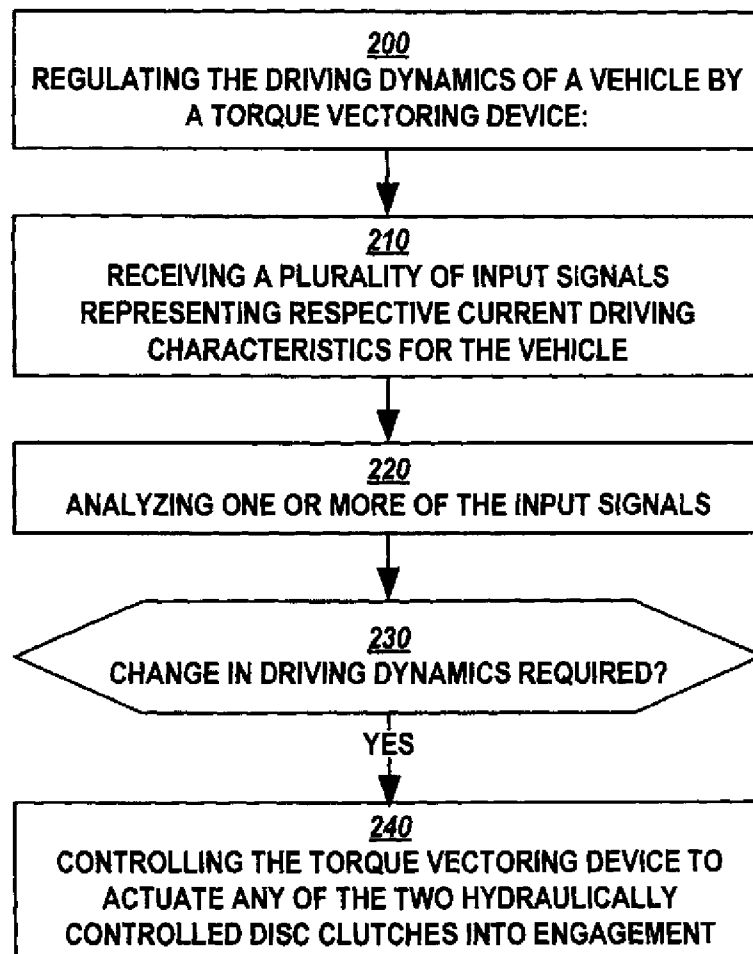 200
REGULATING THE DRIVING DYNAMICS OF A VEHICLE BY
A TORQUE VECTORING DEVICE:
210
RECEIVING A PLURALITY OF INPUT SIGNALS
REPRESENTING RESPECTIVE CURRENT DRIVING
CHARACTERISTICS FOR THE VEHICLE
220
ANALYZING ONE OR MORE OF THE INPUT SIGNALS
230
CHANGE IN DRIVING DYNAMICS REQUIRED?
YES
240
CONTROLLING THE TORQUE VECTORING DEVICE TO
ACTUATE ANY OF THE TWO HYDRAULICALLY
CONTROLLED DISC CLUTCHES INTO ENGAGEMENT